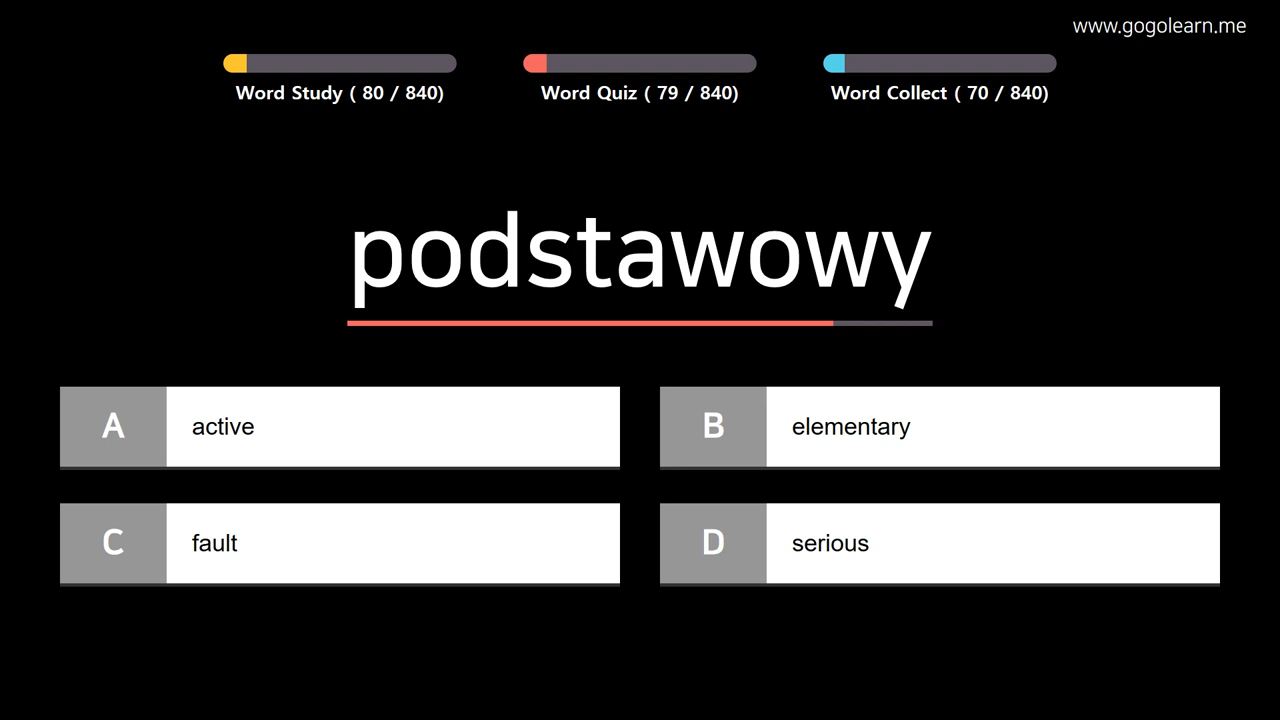 www.gogolearn.me
Word Study ( 80 / 840)
Word Quiz ( 79 / 840)
Word Collect ( 70 / 840)
podstawowy
A active
B elementary
C fault
D serious